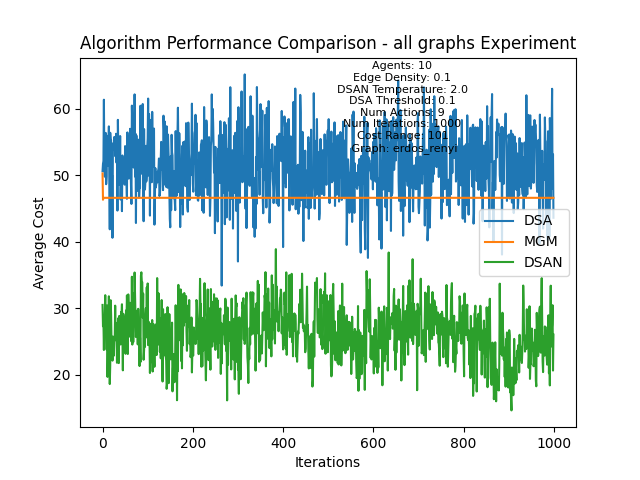 Algorithm Performance Comparison - all graphs Experiment
Agents: 10
Edge Density: 0.1
DSAN Temperature: 2.0
DSA Threshold: 0.1
Num Actions: 9
Num Iterations: 1000
Cost Range: 101
Graph: erdos_renyi
60
50
40
30
20
Average Cost
DSA
MGM
DSAN
0
200
400
600
800
1000
Iterations